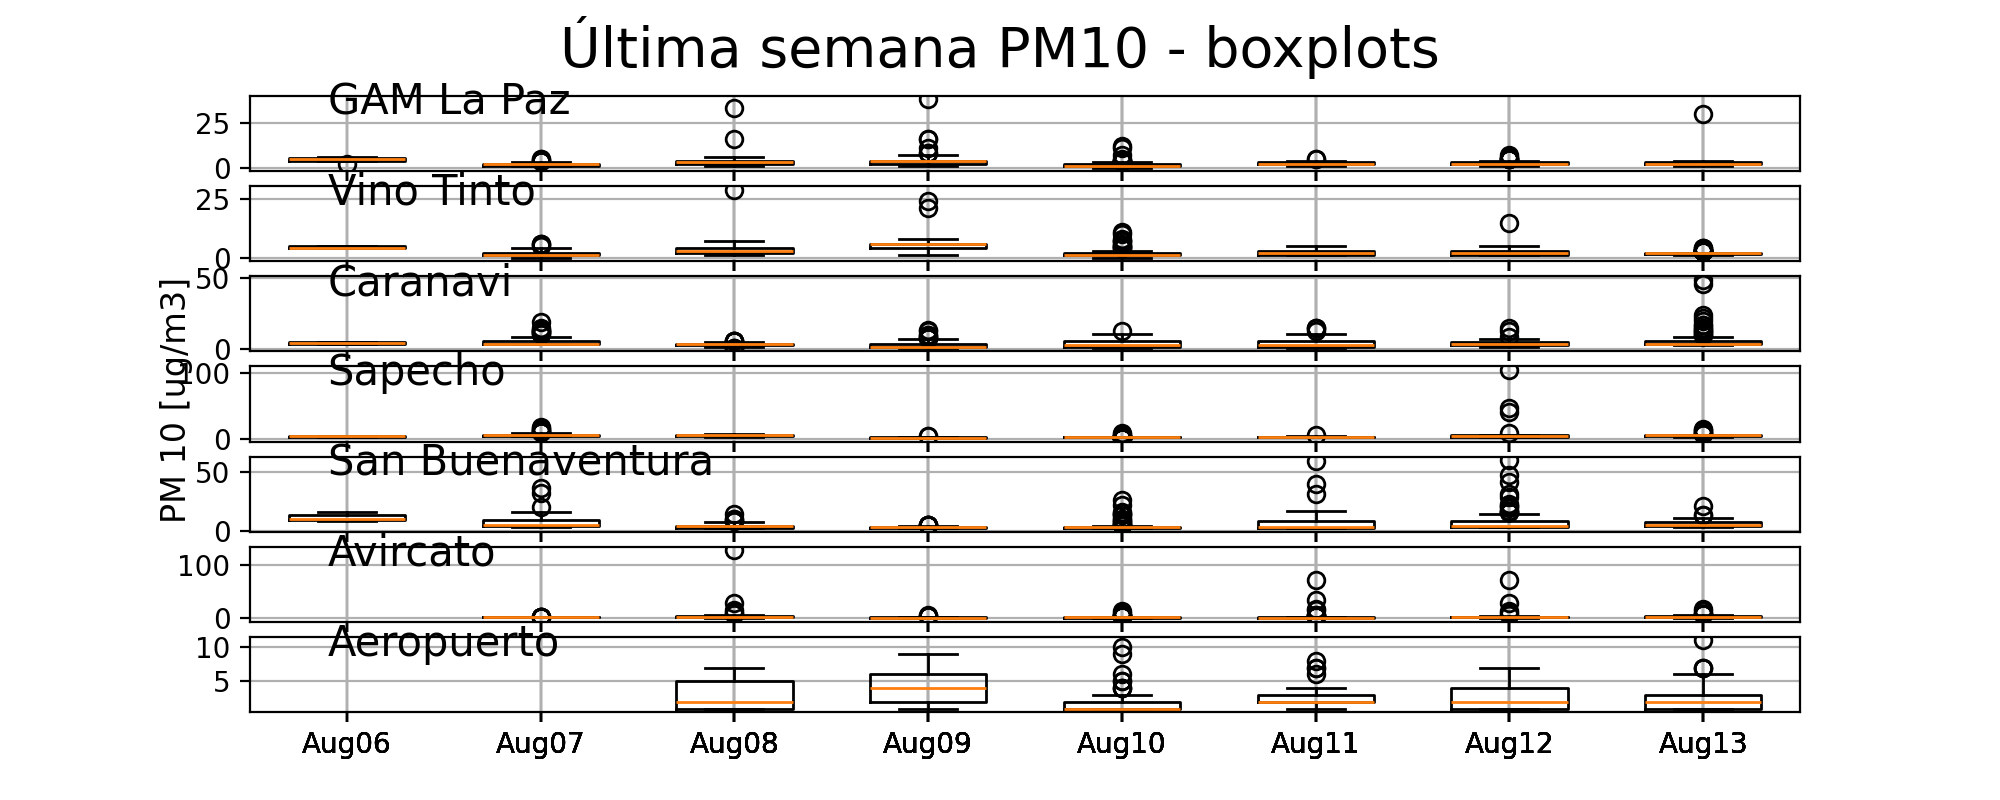 Última semana PM10 - boxplots
GAM La Paz
25
0
Vino Tinto
25
0
Caranavi
50
0
PM 10 [ug/m3]
Sapecho
100
0
San Buenaventura
50
0
Avircato
100
0
Aeropuerto
10
5
Aug06 Aug07 Aug08 Aug09 Aug10 Aug11 Aug12 Aug13